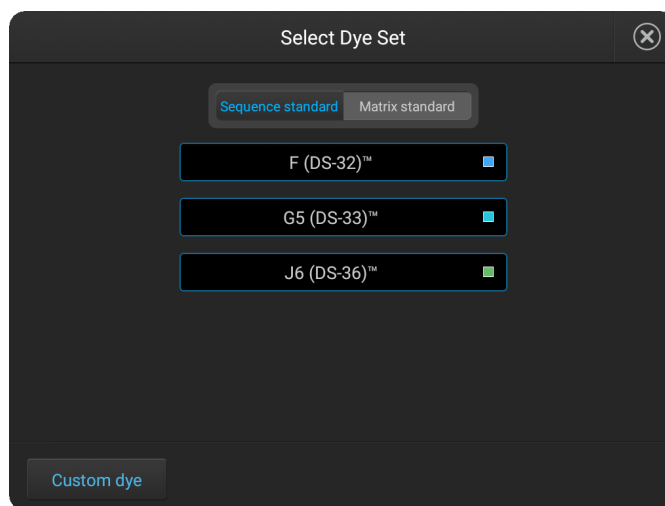 Select Dye Set
Sequence standard Matrix standard
F (DS-32)™
G5 (DS-33)™
J6 (DS-36)™
Custom dye